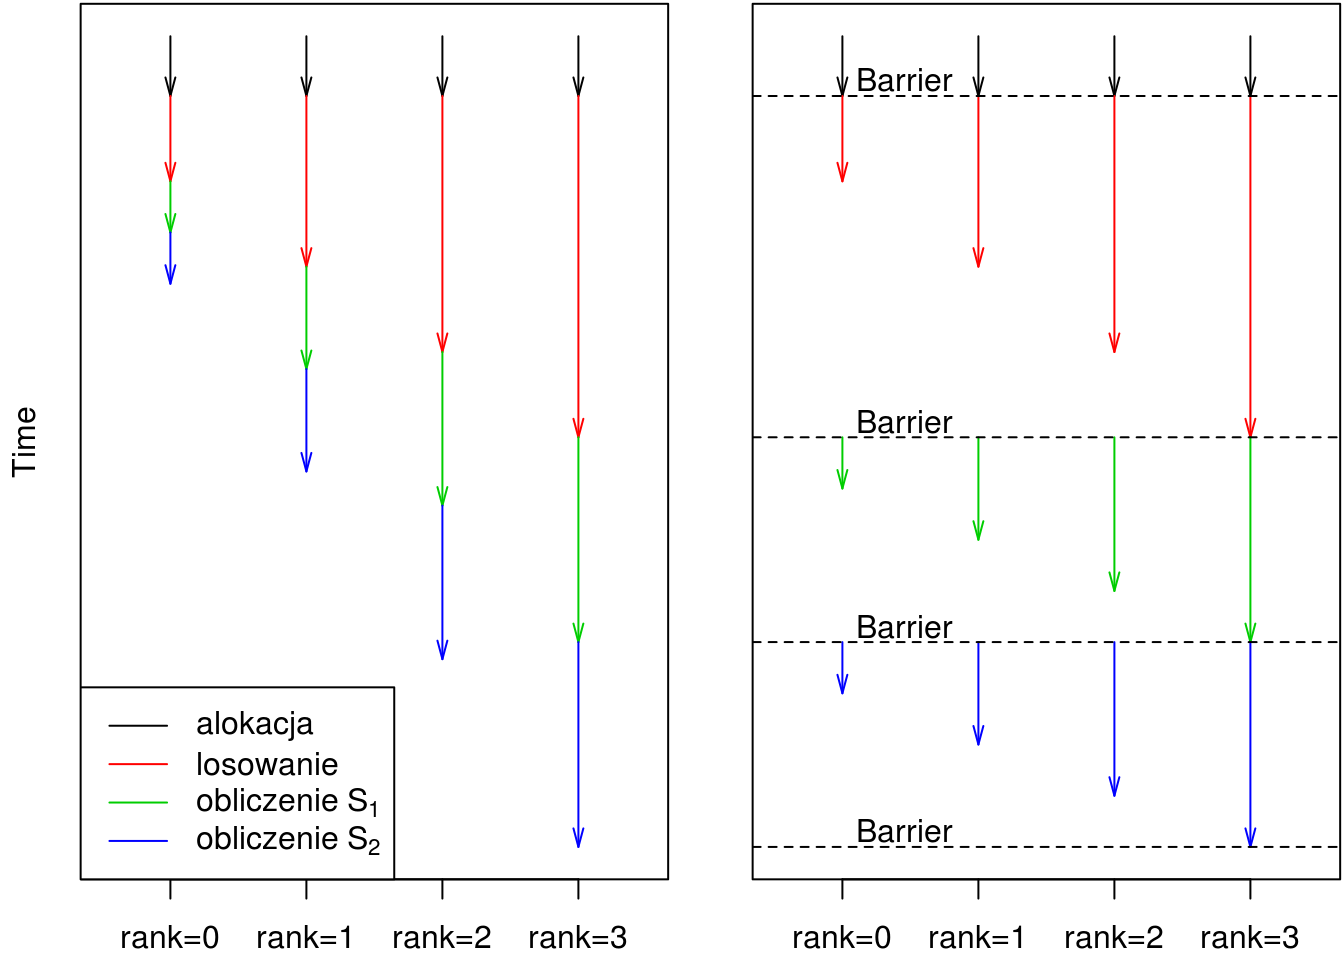 Time
alokacja
losowanie
obliczenie S₁
obliczenie S₂
rank=0 rank=1 rank=2 rank=3
Barrier
Barrier
Barrier
Barrier
rank=0 rank=1 rank=2 rank=3